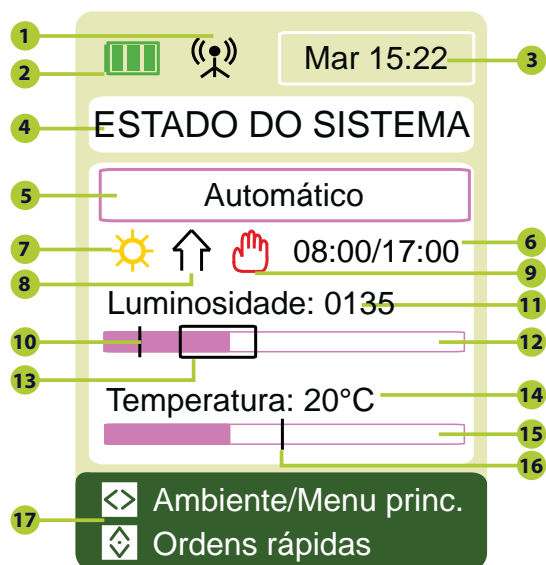 1
2
Mar 15:22
3
4
ESTADO DO SISTEMA
5
Automático
7
08:00/17:00
6
8
9
Luminosidade: 0135
11
10
12
13
Temperatura: 20°C
14
15
16
17
Ambiente/Menu princ.
Ordens rápidas